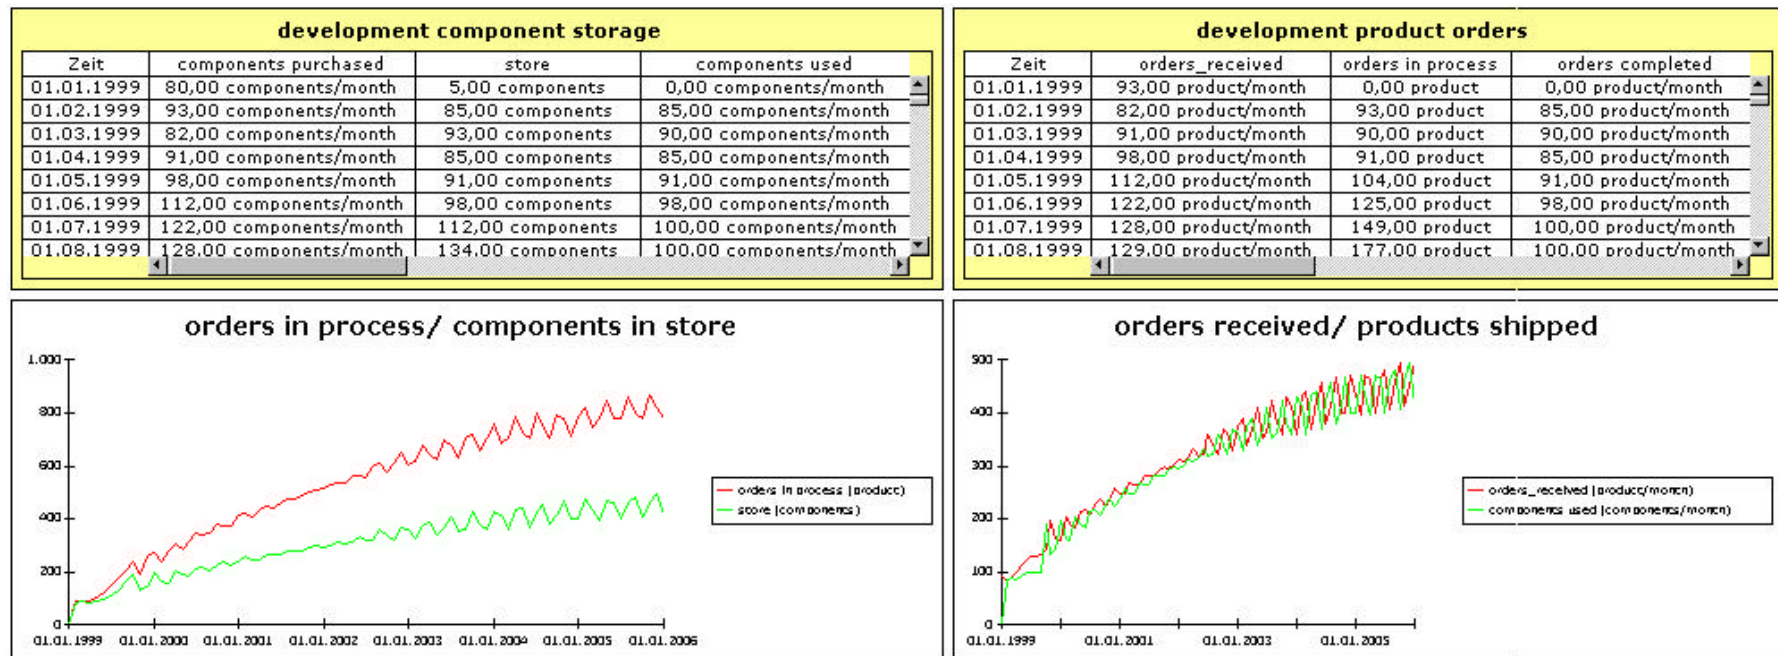 development component storage
Zeit components purchased store components used
01.01.1999 80,00 components/month 5,00 components 0,00 components/month
01.02.1999 93,00 components/month 85,00 components 85,00 components/month
01.03.1999 82,00 components/month 93,00 components 90,00 components/month
01.04.1999 91,00 components/month 85,00 components 85,00 components/month
01.05.1999 98,00 components/month 91,00 components 91,00 components/month
01.06.1999 112,00 components/month 98,00 components 98,00 components/month
01.07.1999 122,00 components/month 112,00 components 100,00 components/month
01.08.1999 128,00 components/month 134,00 components 100,00 components/month
development product orders
Zeit orders_received orders in process orders completed
01.01.1999 93,00 product/month 0,00 product 0,00 product/month
01.02.1999 82,00 product/month 93,00 product 85,00 product/month
01.03.1999 91,00 product/month 90,00 product 90,00 product/month
01.04.1999 98,00 product/month 91,00 product 85,00 product/month
01.05.1999 112,00 product/month 104,00 product 91,00 product/month
01.06.1999 122,00 product/month 125,00 product 98,00 product/month
01.07.1999 128,00 product/month 149,00 product 100,00 product/month
01.08.1999 129,00 product/month 177,00 product 100,00 product/month
orders in process/ components in store
1.000
800
600
400
200
0
01.01.1999 01.01.2000 01.01.2001 01.01.2002 01.01.2003 01.01.2004 01.01.2005 01.01.2006
orders in process (product)
store (components)
orders received/ products shipped
500
400
300
200
100
0
01.01.1999 01.01.2001 01.01.2003 01.01.2005
orders_received (product/month)
components used (components/month)